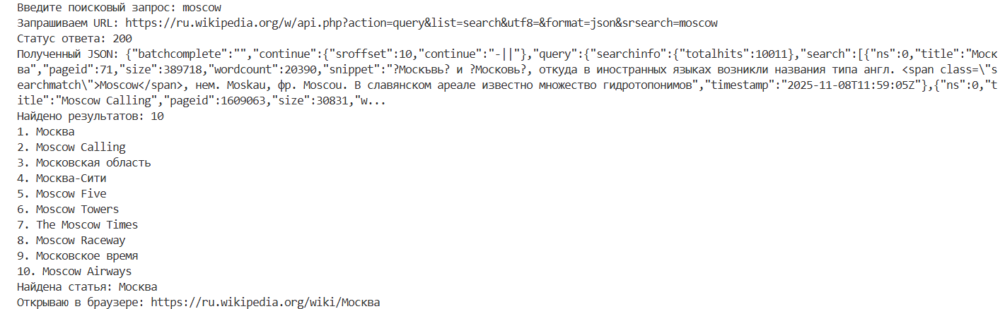 Введите поисковый запрос: moscow
Запрашиваем URL: https://ru.wikipedia.org/w/api.php?action=query&list=search&utf8=&format=json&srsearch=moscow
Статус ответа: 200
Полученный JSON: {"batchcomplete":"","continue":{"sroffset":10,"continue":"-||"},"query":{"searchinfo":{"totalhits":10011},"search":[{"ns":0,"title":"Моск
ва","pageid":71,"size":389718,"wordcount":20390,"snippet":"?Москъвь? и ?Московь?, откуда в иностранных языках возникли названия типа англ. <span class=\"s
earchmatch\">Moscow</span>, нем. Moskau, фр. Moscou. В славянском ареале известно множество гидротопонимов","timestamp":"2025-11-08T11:59:05Z"},{"ns":0,"t
itle":"Moscow Calling","pageid":1609063,"size":30831,"w...
Найдено результатов: 10
1. Москва
2. Moscow Calling
3. Московская область
4. Москва-Сити
5. Moscow Five
6. Moscow Towers
7. The Moscow Times
8. Moscow Raceway
9. Московское время
10. Moscow Airways
Найдена статья: Москва
Открываю в браузере: https://ru.wikipedia.org/wiki/Москва